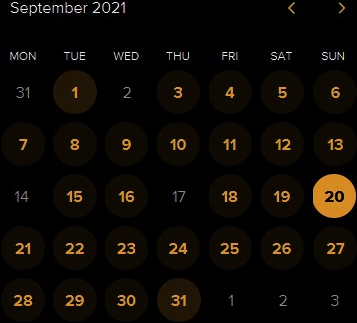 September 2021
MON TUE WED THU FRI SAT SUN
31 1 2 3 4 5 6
7 8 9 10 11 12 13
14 15 16 17 18 19 20
21 22 23 24 25 26 27
28 29 30 31 1 2 3